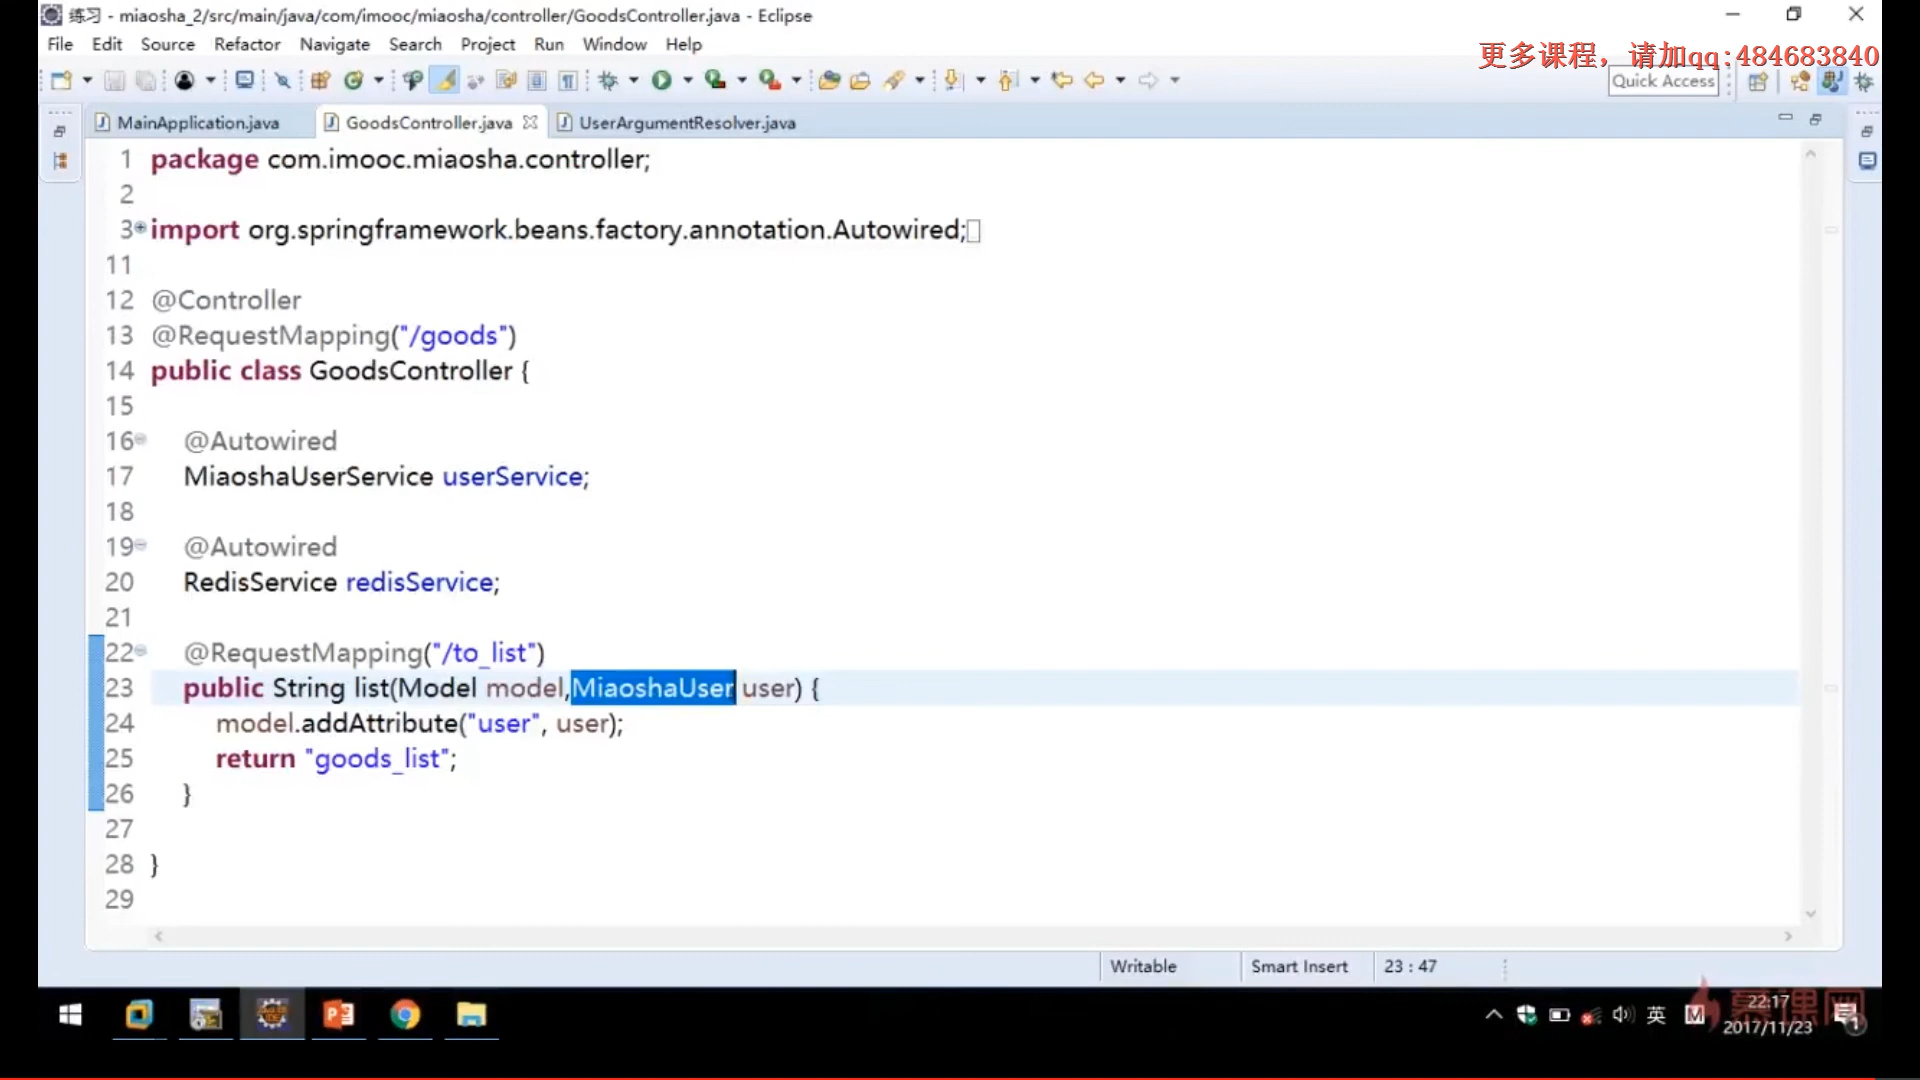 练习 - miaosha_2/src/main/java/com/imooc/miaosha/controller/GoodsController.java - Eclipse
File Edit Source Refactor Navigate Search Project Run Window Help
更多课程，请加qq:484683840
Quick Access
MainApplication.java GoodsController.java UserArgumentResolver.java
1 package com.imooc.miaosha.controller;
2
3 import org.springframework.beans.factory.annotation.Autowired;
11
12 @Controller
13 @RequestMapping("/goods")
14 public class GoodsController {
15
16 @Autowired
17 MiaoshaUserService userService;
18
19 @Autowired
20 RedisService redisService;
21
22 @RequestMapping("/to_list")
23 public String list(Model model,MiaoshaUser user) {
24 model.addAttribute("user", user);
25 return "goods_list";
26 }
27
28 }
29
Writable Smart Insert 23 : 47
英 M 22:17
慕课网
2017/11/23 1